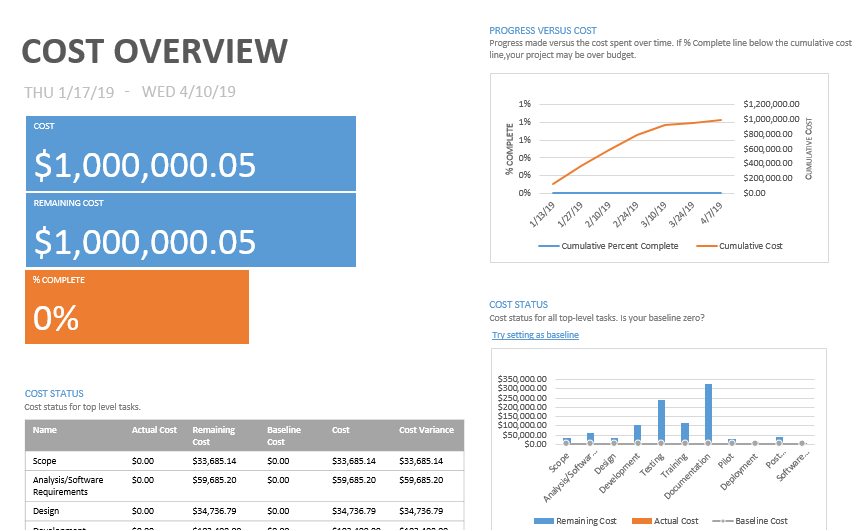 COST OVERVIEW
THU 1/17/19 - WED 4/10/19
COST
$1,000,000.05
REMAINING COST
$1,000,000.05
% COMPLETE
0%
COST STATUS
Cost status for top level tasks.
Name Actual Cost Remaining Cost Baseline Cost Cost Cost Variance
Scope $0.00 $33,685.14 $0.00 $33,685.14 $33,685.14
Analysis/Software Requirements $0.00 $59,685.20 $0.00 $59,685.20 $59,685.20
Design $0.00 $34,736.79 $0.00 $34,736.79 $34,736.79
PROGRESS VERSUS COST
Progress made versus the cost spent over time. If % Complete line below the cumulative cost
line,your project may be over budget.
% COMPLETE
1%
1%
1%
0%
0%
0%
$1,200,000.00
$1,000,000.00
$800,000.00
$600,000.00
$400,000.00
$200,000.00
$0.00
CUMULATIVE COST
1/13/19 1/27/19 2/10/19 2/24/19 3/10/19 3/24/19 4/7/19
Cumulative Percent Complete Cumulative Cost
COST STATUS
Cost status for all top-level tasks. Is your baseline zero?
Try setting as baseline
$350,000.00
$300,000.00
$250,000.00
$200,000.00
$150,000.00
$100,000.00
$50,000.00
$0.00
Scope Analysis/Softwar... Design Development Testing Training Documentation Pilot Deployment Post... Software...
Remaining Cost Actual Cost Baseline Cost